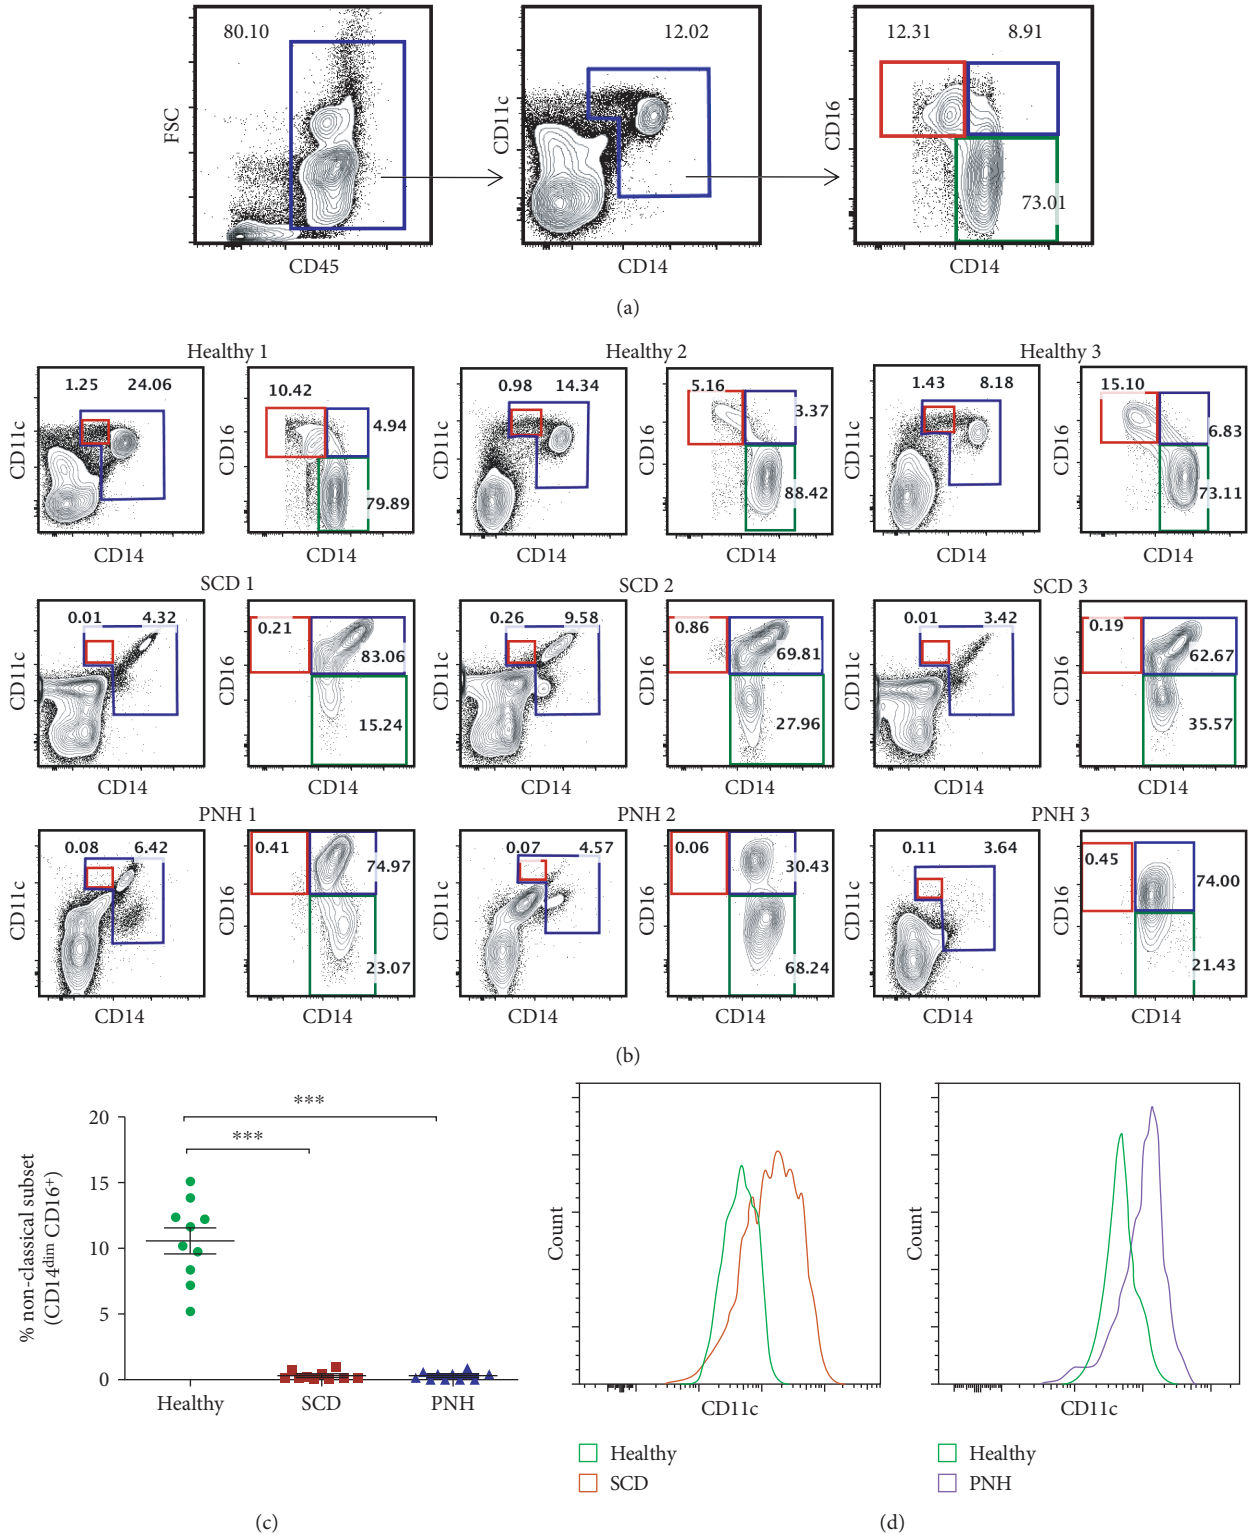 80.10
12.02
12.31
8.91
73.01
FSC
CD11c
CD16
CD45
CD14
CD14
(a)
Healthy 1
Healthy 2
Healthy 3
1.25
24.06
10.42
4.94
79.89
0.98
14.34
5.16
3.37
88.42
1.43
8.18
15.10
6.83
73.11
CD11c
CD16
CD11c
CD16
CD11c
CD16
CD14
CD14
CD14
CD14
CD14
CD14
SCD 1
SCD 2
SCD 3
0.01
4.32
0.21
83.06
15.24
0.26
9.58
0.86
69.81
27.96
0.01
3.42
0.19
62.67
35.57
CD11c
CD16
CD11c
CD16
CD11c
CD16
CD14
CD14
CD14
CD14
CD14
CD14
PNH 1
PNH 2
PNH 3
0.08
6.42
0.41
74.97
23.07
0.07
4.57
0.06
30.43
68.24
0.11
3.64
0.45
74.00
21.43
CD11c
CD16
CD11c
CD16
CD11c
CD16
CD14
CD14
CD14
CD14
CD14
CD14
(b)
% non-classical subset
(CD14dim CD16+)
20
15
10
5
0
***
***
Healthy
SCD
PNH
(c)
Count
CD11c
Healthy
SCD
Count
CD11c
Healthy
PNH
(d)